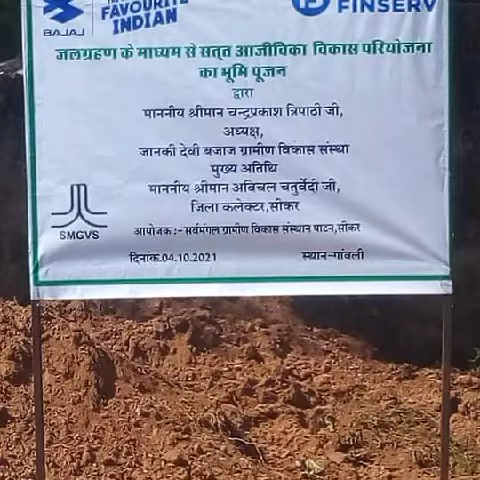 FAVOURITE
INDIAN
BAJAJ
FINSERV
जलग्रहण के माध्यम से सतत आजीविका विकास परियोजना
का भूमि पूजन
द्वारा
माननीय श्रीमान चन्द्रप्रकाश त्रिपाठी जी,
अध्यक्ष,
जानकी देवी बजाज ग्रामीण विकास संस्था
मुख्य अतिथि
माननीय श्रीमान अविचल चतुर्वेदी जी,
जिला कलेक्टर,सीकर
SMGVS
आयोजक:- सर्वमंगल ग्रामीण विकास संस्थान पाटन,सीकर
दिनाक.04.10.2021 स्थान-गांवली